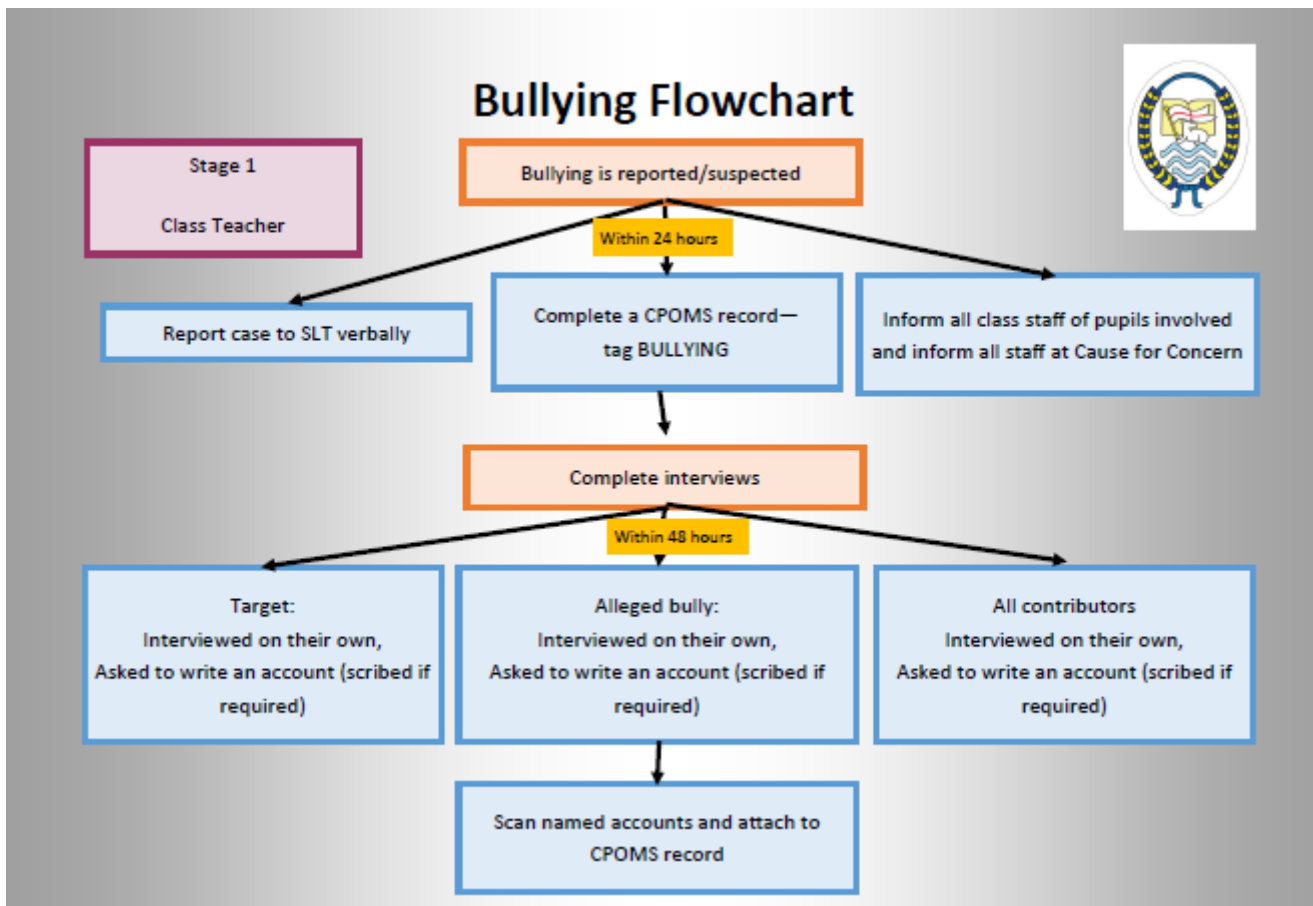 Bullying Flowchart
Stage 1
Class Teacher
Bullying is reported/suspected
Within 24 hours
Report case to SLT verbally
Complete a CPOMS record—
tag BULLYING
Inform all class staff of pupils involved
and inform all staff at Cause for Concern
Complete interviews
Within 48 hours
Target:
Interviewed on their own,
Asked to write an account (scribed if
required)
Alleged bully:
Interviewed on their own,
Asked to write an account (scribed if
required)
All contributors
Interviewed on their own,
Asked to write an account (scribed if
required)
Scan named accounts and attach to
CPOMS record